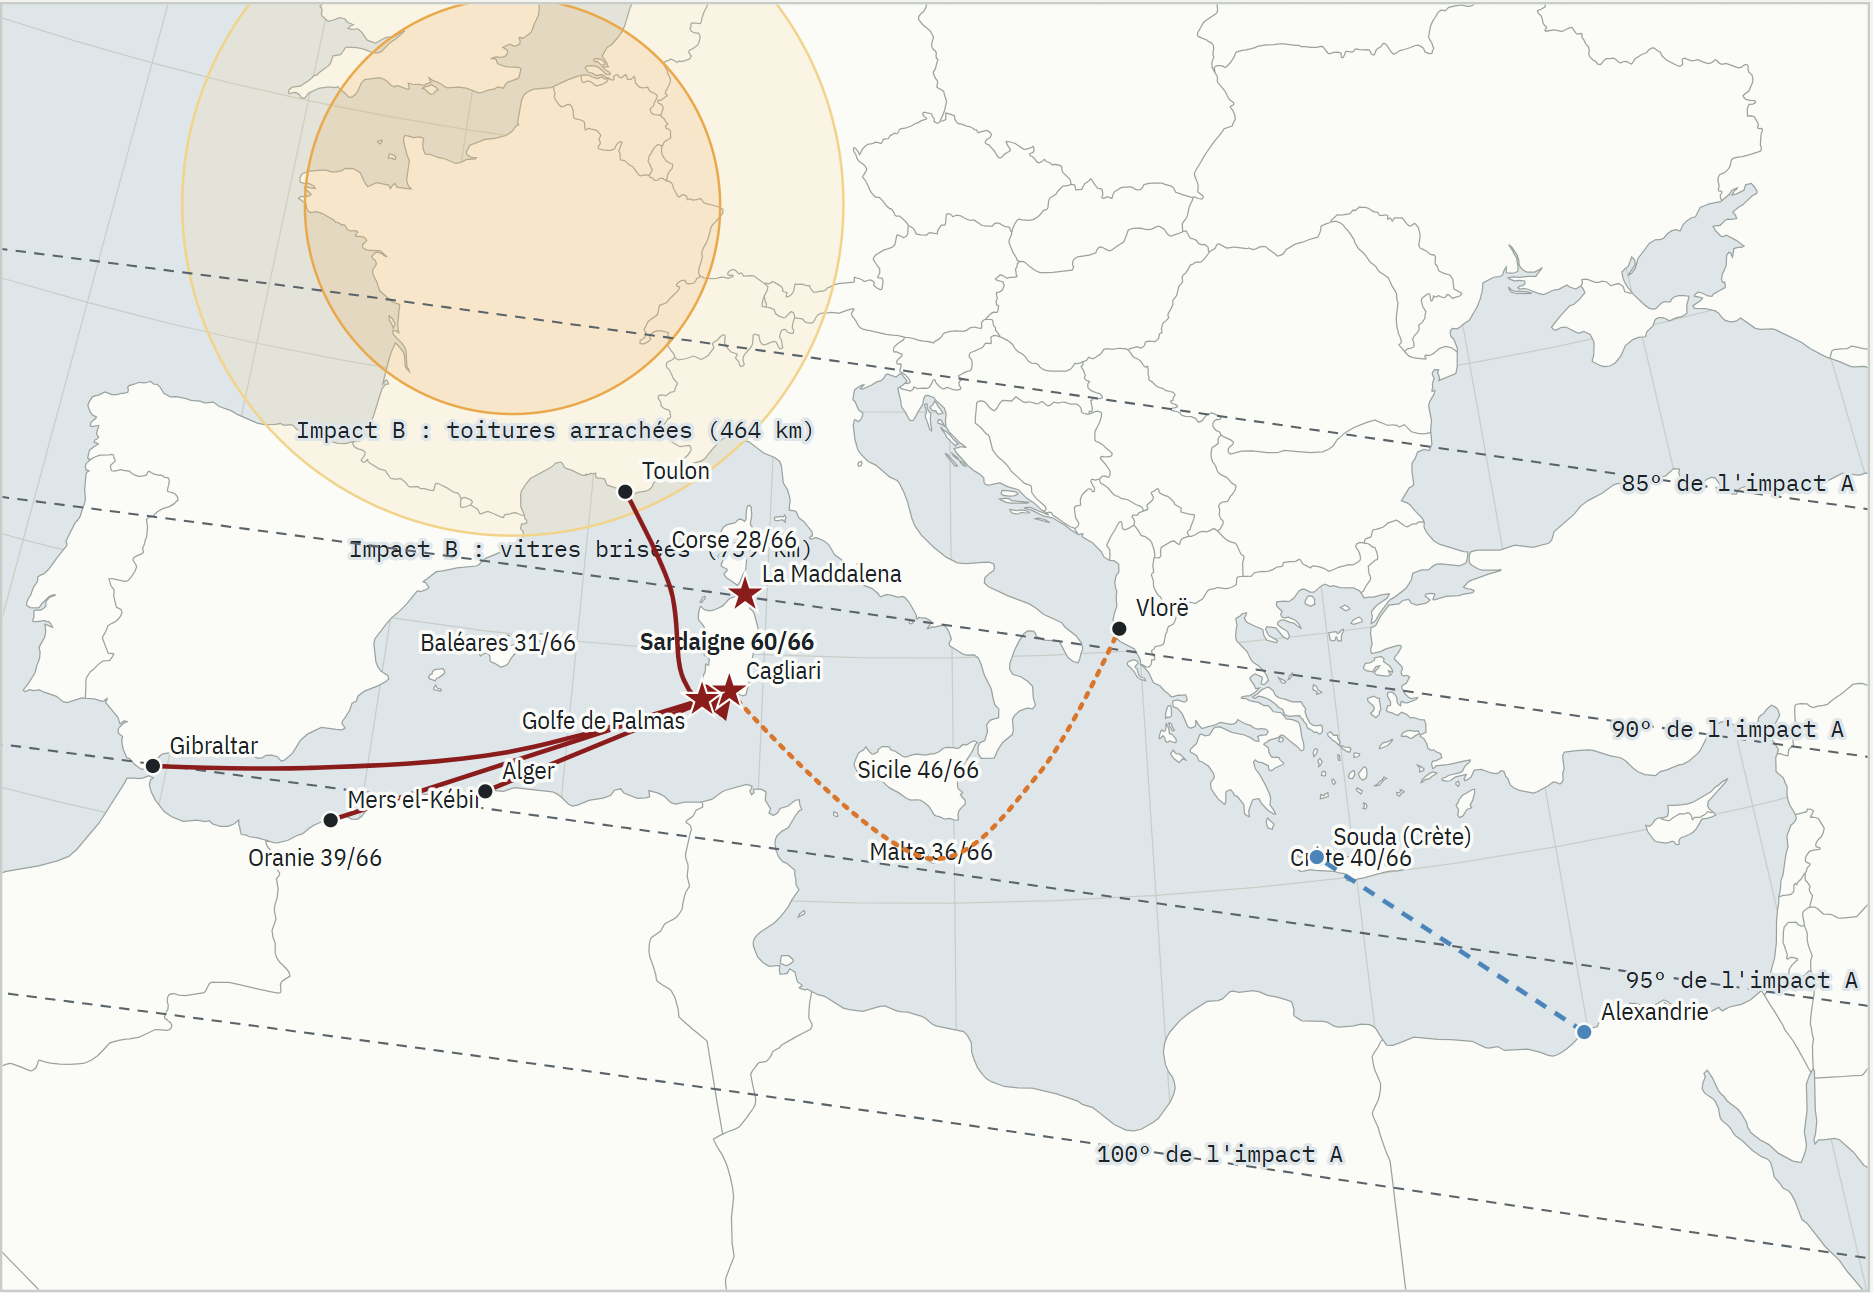 Impact B : toitures arrachées (464 km)
Toulon
85° de l'impact A
Corse 28/66
Impact B : vitres brisées (739 km)
La Maddalena
Vlorë
Baléares 31/66
Sardaigne 60/66
Cagliari
Golfe de Palmas
90° de l'impact A
Gibraltar
Alger
Sicile 46/66
Mers el-Kébir
Souda (Crète)
Malte 36/66
Crète 40/66
Oranie 39/66
95° de l'impact A
Alexandrie
100° de l'impact A